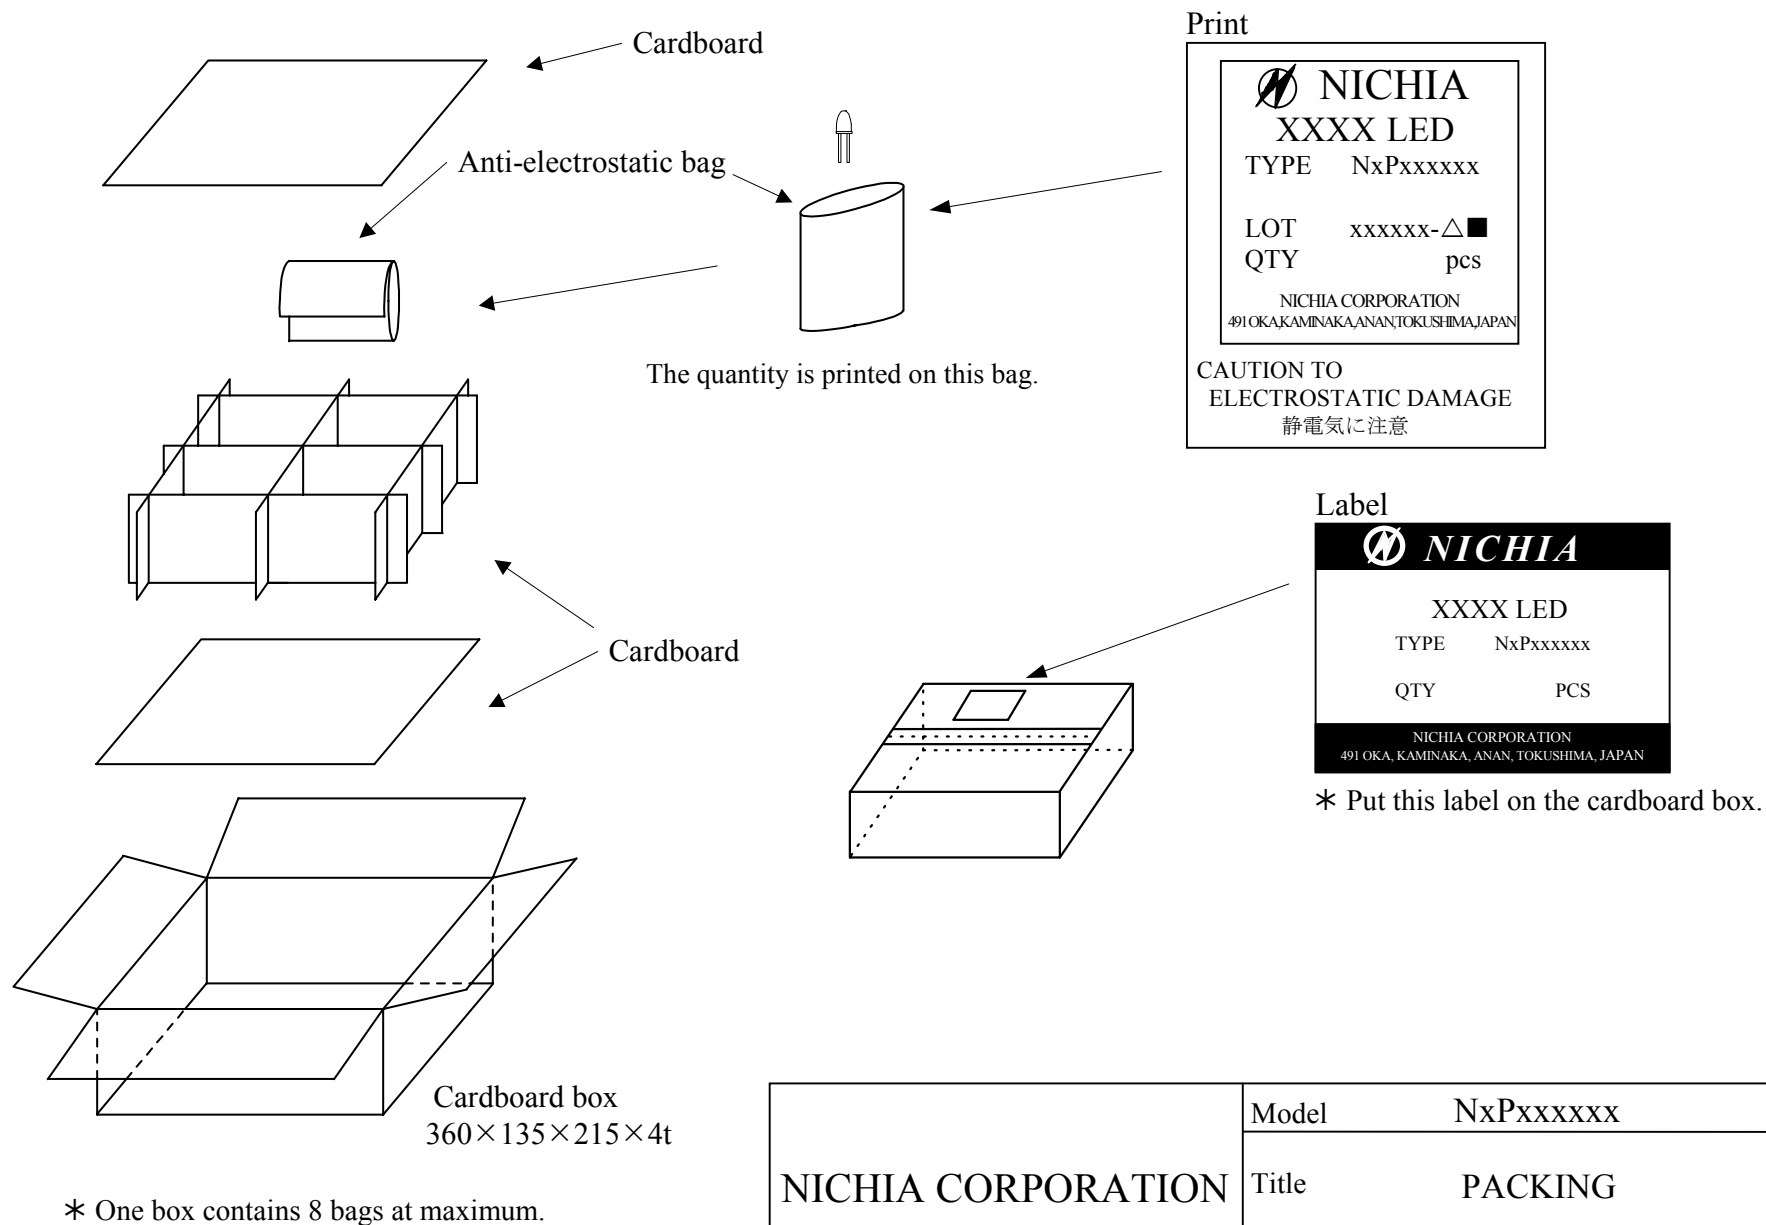 Cardboard
Anti-electrostatic bag
The quantity is printed on this bag.
Print
NICHIA
XXXX LED
TYPE NxPxxxxxx
LOT xxxxxx-△■
QTY pcs
NICHIA CORPORATION
491 OKA,KAMINAKA,ANAN,TOKUSHIMA,JAPAN
CAUTION TO
ELECTROSTATIC DAMAGE
静電気に注意
Cardboard
Label
NICHIA
XXXX LED
TYPE NxPxxxxxx
QTY PCS
NICHIA CORPORATION
491 OKA, KAMINAKA, ANAN, TOKUSHIMA, JAPAN
＊ Put this label on the cardboard box.
Cardboard box
360×135×215×4t
＊ One box contains 8 bags at maximum.
NICHIA CORPORATION
Model NxPxxxxxx
Title PACKING